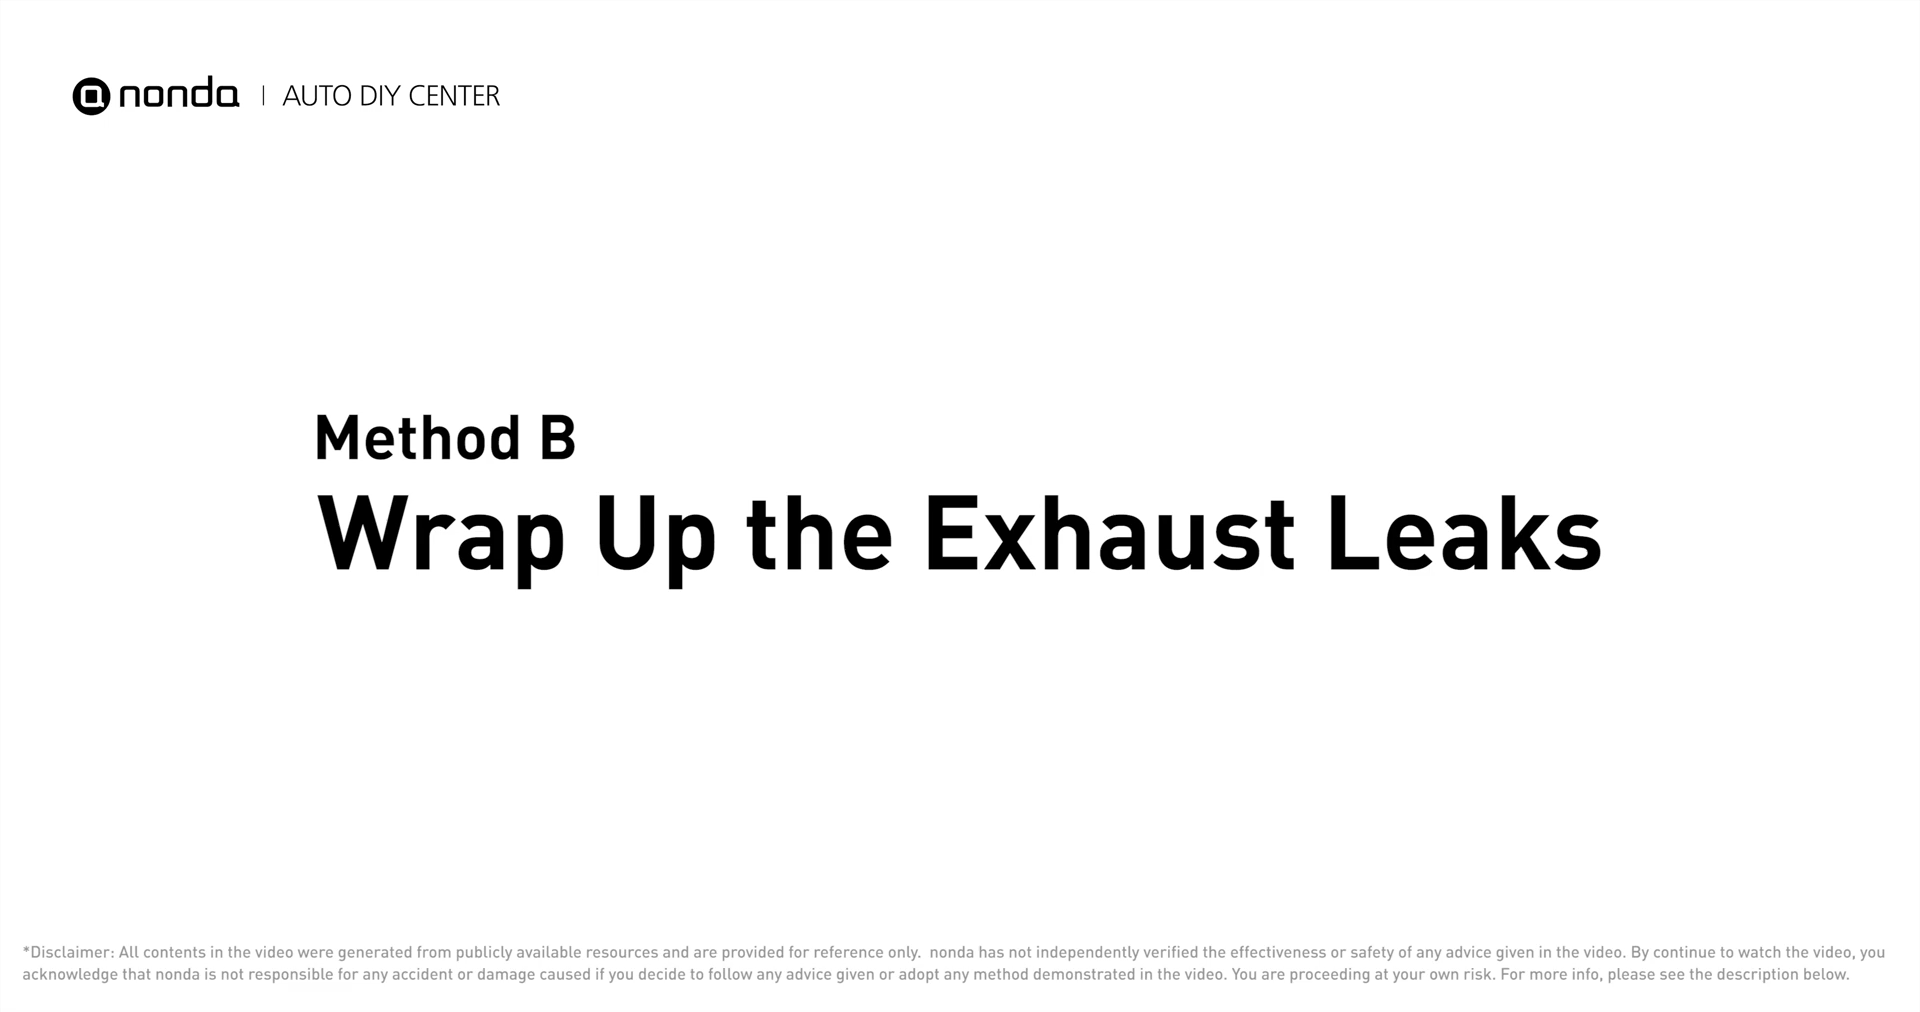 nonda | AUTO DIY CENTER
Method B
Wrap Up the Exhaust Leaks
*Disclaimer: All contents in the video were generated from publicly available resources and are provided for reference only.  nonda has not independently verified the effectiveness or safety of any advice given in the video. By continue to watch the video, you
acknowledge that nonda is not responsible for any accident or damage caused if you decide to follow any advice given or adopt any method demonstrated in the video. You are proceeding at your own risk. For more info, please see the description below.